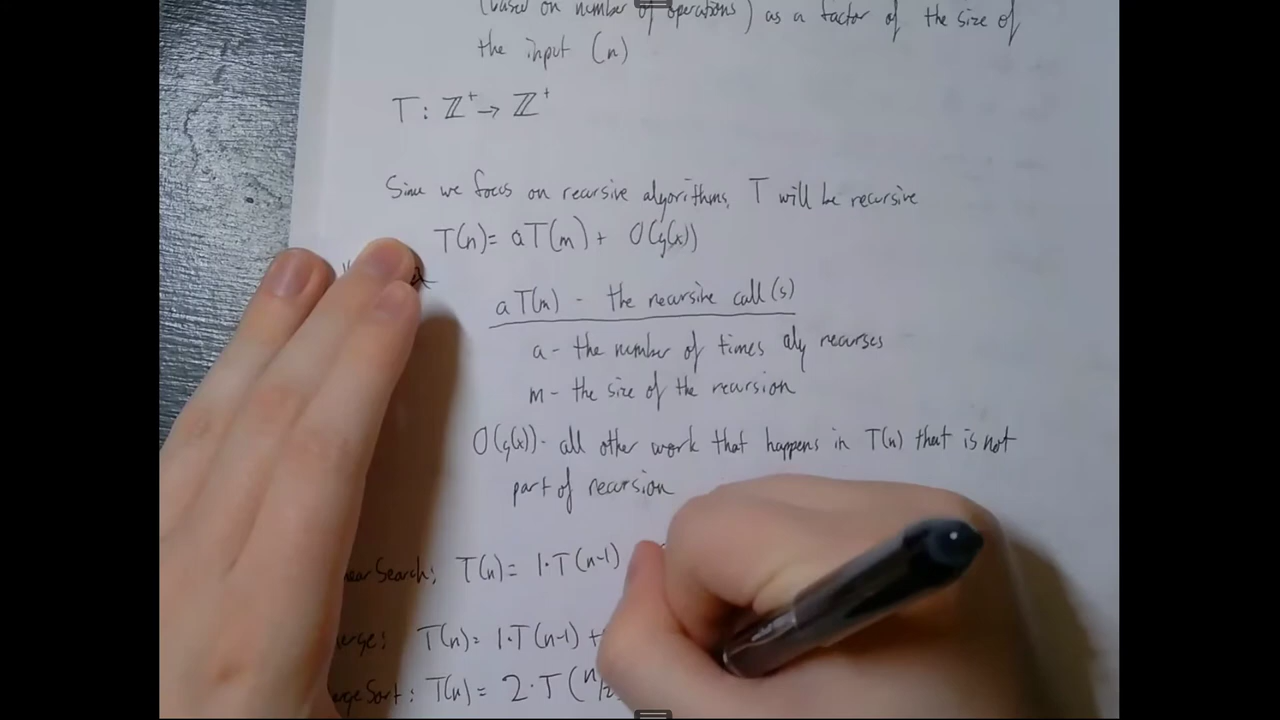 (based on number of operations) as a factor of the size of
the input (n)
T : ℤ⁺ → ℤ⁺
Since we focus on recursive algorithms, T will be recursive
T(n) = aT(m) + O(g(x))
aT(m) - the recursive call(s)
a - the number of times alg recurses
m - the size of the recursion
O(g(x)) - all other work that happens in T(n) that is not
part of recursion
Search: T(n) = 1·T(n-1)
T(n) = 1·T(n-1) +
Sort: T(n) = 2·T(n/2